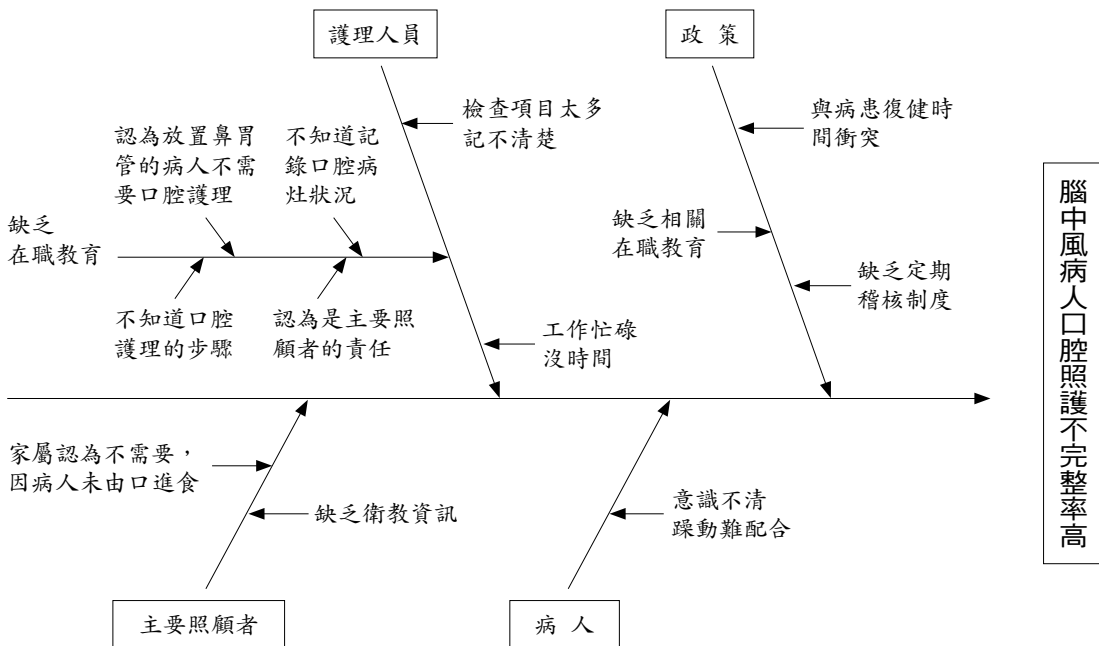 護理人員
政 策
檢查項目太多
記不清楚
與病患復健時
間衝突
認為放置鼻胃
管的病人不需
要口腔護理
不知道記
錄口腔病
灶狀況
缺乏
在職教育
缺乏相關
在職教育
缺乏定期
稽核制度
不知道口腔
護理的步驟
認為是主要照
顧者的責任
工作忙碌
沒時間
腦中風病人口腔照護不完整率高
家屬認為不需要，
因病人未由口進食
缺乏衛教資訊
意識不清
躁動難配合
主要照顧者
病 人